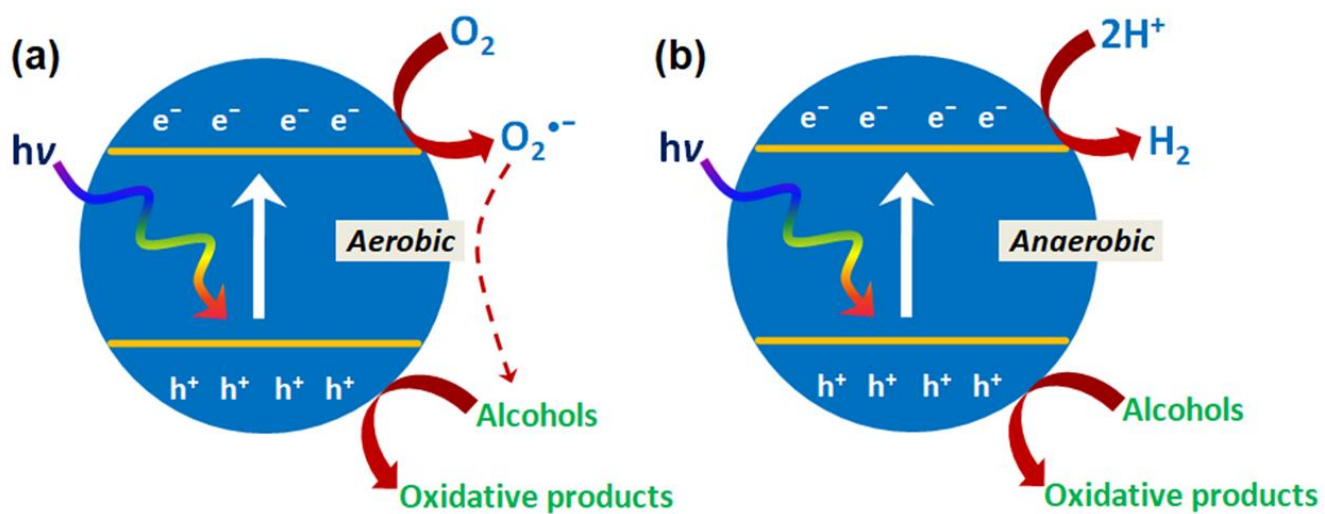 (a)
O₂
e⁻ e⁻ e⁻ e⁻
hν
O₂•⁻
Aerobic
h⁺ h⁺ h⁺ h⁺
Alcohols
Oxidative products
(b)
2H⁺
e⁻ e⁻ e⁻ e⁻
hν
H₂
Anaerobic
h⁺ h⁺ h⁺ h⁺
Alcohols
Oxidative products